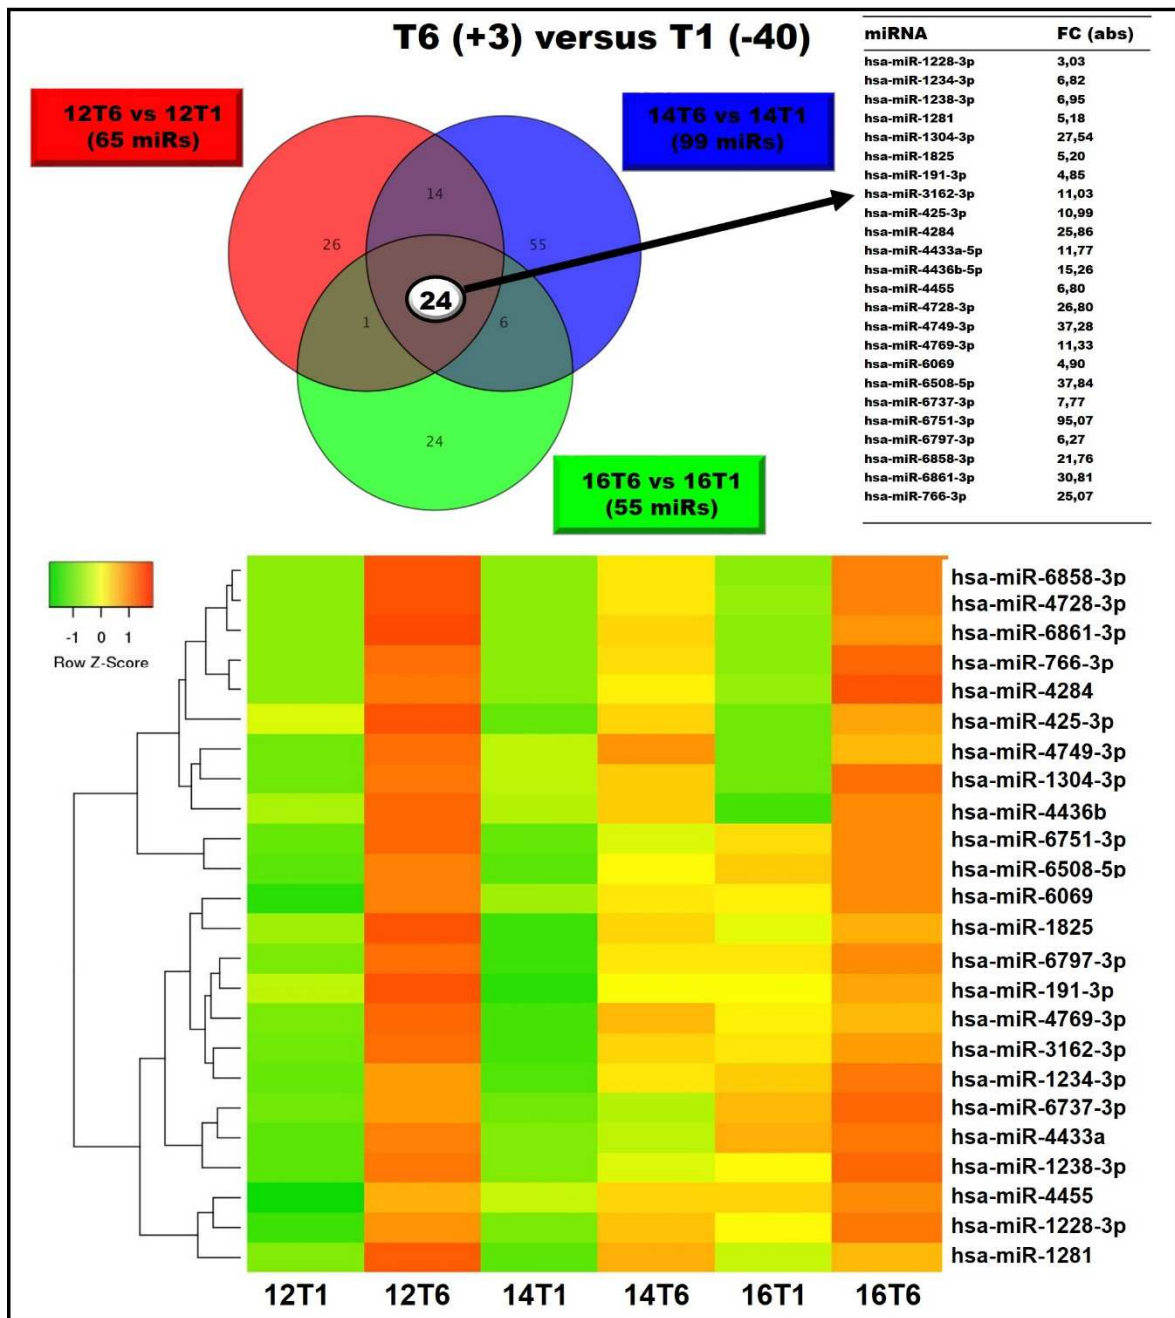 T6 (+3) versus T1 (-40)
12T6 vs 12T1
(65 miRs)
14T6 vs 14T1
(99 miRs)
14
26
55
24
1
6
24
16T6 vs 16T1
(55 miRs)
miRNA FC (abs)
hsa-miR-1228-3p 3,03
hsa-miR-1234-3p 6,82
hsa-miR-1238-3p 6,95
hsa-miR-1281 5,18
hsa-miR-1304-3p 27,54
hsa-miR-1825 5,20
hsa-miR-191-3p 4,85
hsa-miR-3162-3p 11,03
hsa-miR-425-3p 10,99
hsa-miR-4284 25,86
hsa-miR-4433a-5p 11,77
hsa-miR-4436b-5p 15,26
hsa-miR-4455 6,80
hsa-miR-4728-3p 26,80
hsa-miR-4749-3p 37,28
hsa-miR-4769-3p 11,33
hsa-miR-6069 4,90
hsa-miR-6508-5p 37,84
hsa-miR-6737-3p 7,77
hsa-miR-6751-3p 95,07
hsa-miR-6797-3p 6,27
hsa-miR-6858-3p 21,76
hsa-miR-6861-3p 30,81
hsa-miR-766-3p 25,07
-1 0 1
Row Z-Score
hsa-miR-6858-3p
hsa-miR-4728-3p
hsa-miR-6861-3p
hsa-miR-766-3p
hsa-miR-4284
hsa-miR-425-3p
hsa-miR-4749-3p
hsa-miR-1304-3p
hsa-miR-4436b
hsa-miR-6751-3p
hsa-miR-6508-5p
hsa-miR-6069
hsa-miR-1825
hsa-miR-6797-3p
hsa-miR-191-3p
hsa-miR-4769-3p
hsa-miR-3162-3p
hsa-miR-1234-3p
hsa-miR-6737-3p
hsa-miR-4433a
hsa-miR-1238-3p
hsa-miR-4455
hsa-miR-1228-3p
hsa-miR-1281
12T1 12T6 14T1 14T6 16T1 16T6